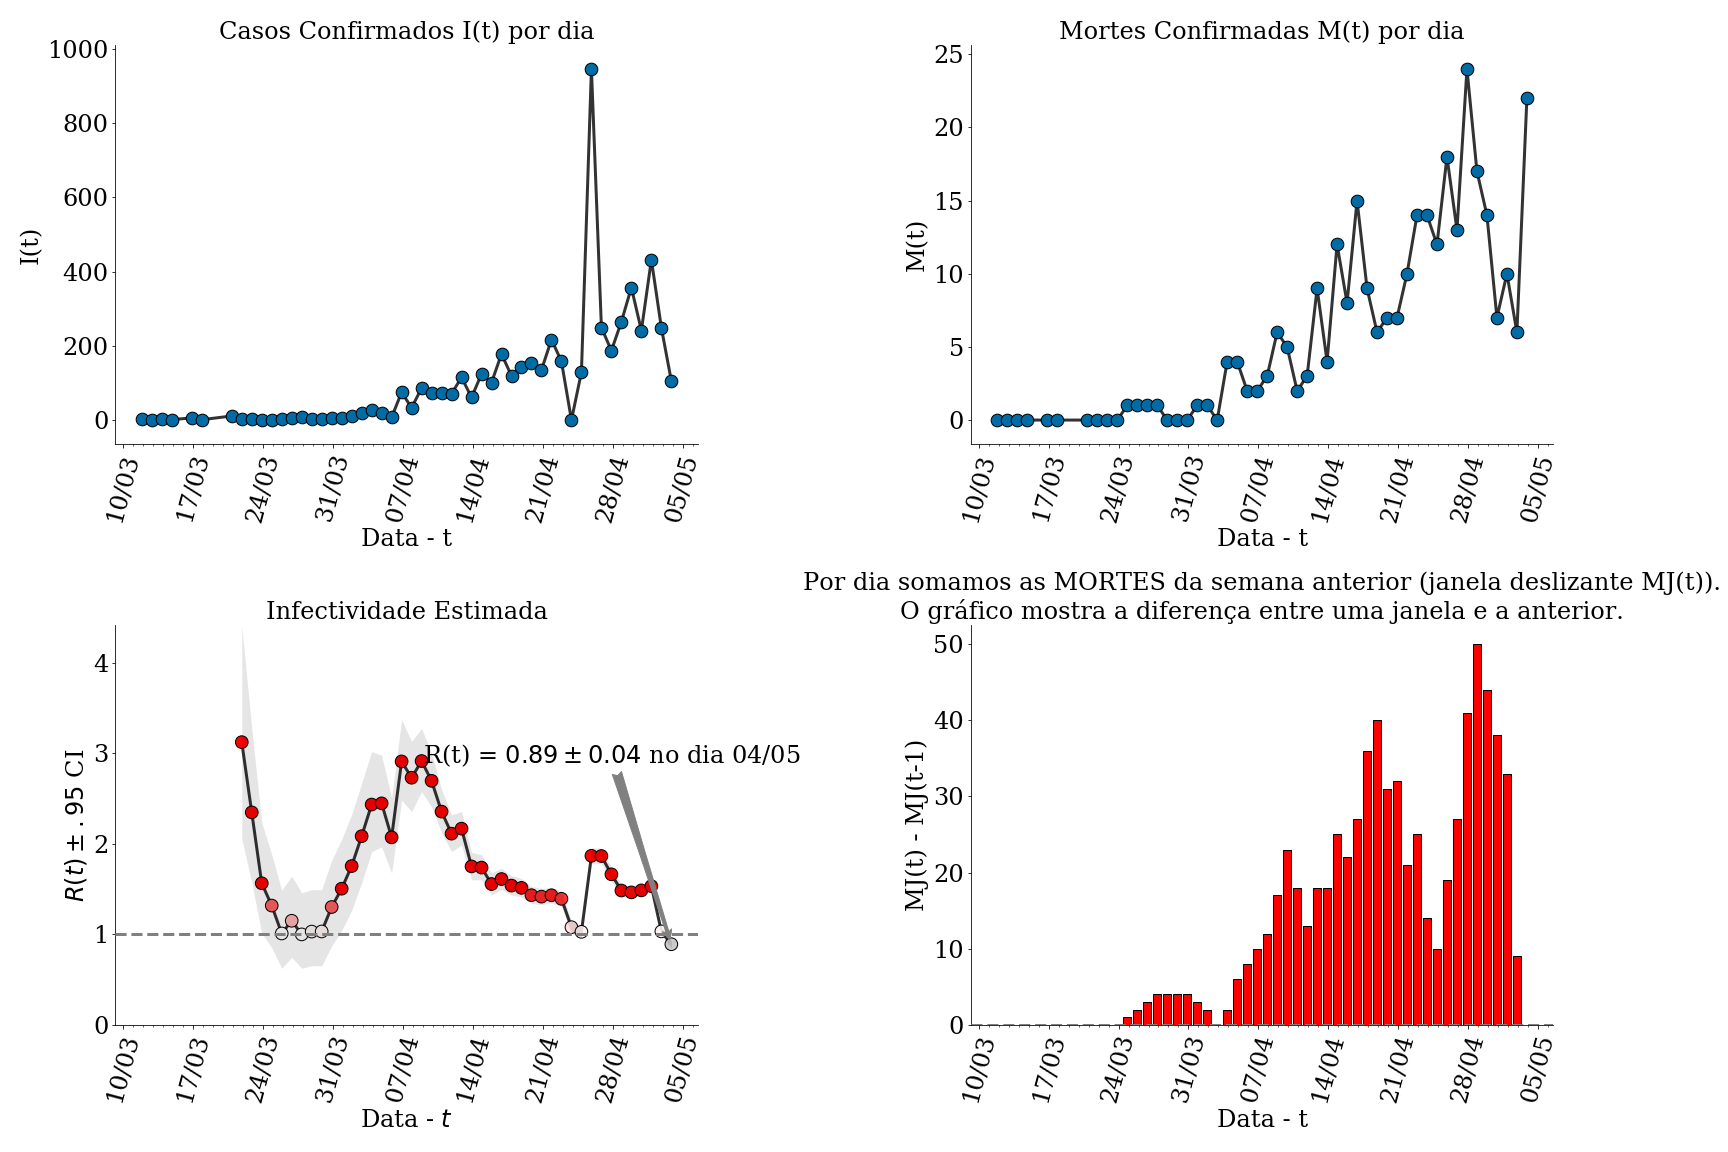 Casos Confirmados I(t) por dia
1000
800
600
400
200
0
I(t)
10/03 17/03 24/03 31/03 07/04 14/04 21/04 28/04 05/05
Data - t
Mortes Confirmadas M(t) por dia
25
20
15
10
5
0
M(t)
10/03 17/03 24/03 31/03 07/04 14/04 21/04 28/04 05/05
Data - t
Infectividade Estimada
4
3
2
1
0
R(t) ± .95 CI
R(t) = 0.89 ± 0.04 no dia 04/05
10/03 17/03 24/03 31/03 07/04 14/04 21/04 28/04 05/05
Data - t
Por dia somamos as MORTES da semana anterior (janela deslizante MJ(t)).
O gráfico mostra a diferença entre uma janela e a anterior.
50
40
30
20
10
0
MJ(t) - MJ(t-1)
10/03 17/03 24/03 31/03 07/04 14/04 21/04 28/04 05/05
Data - t